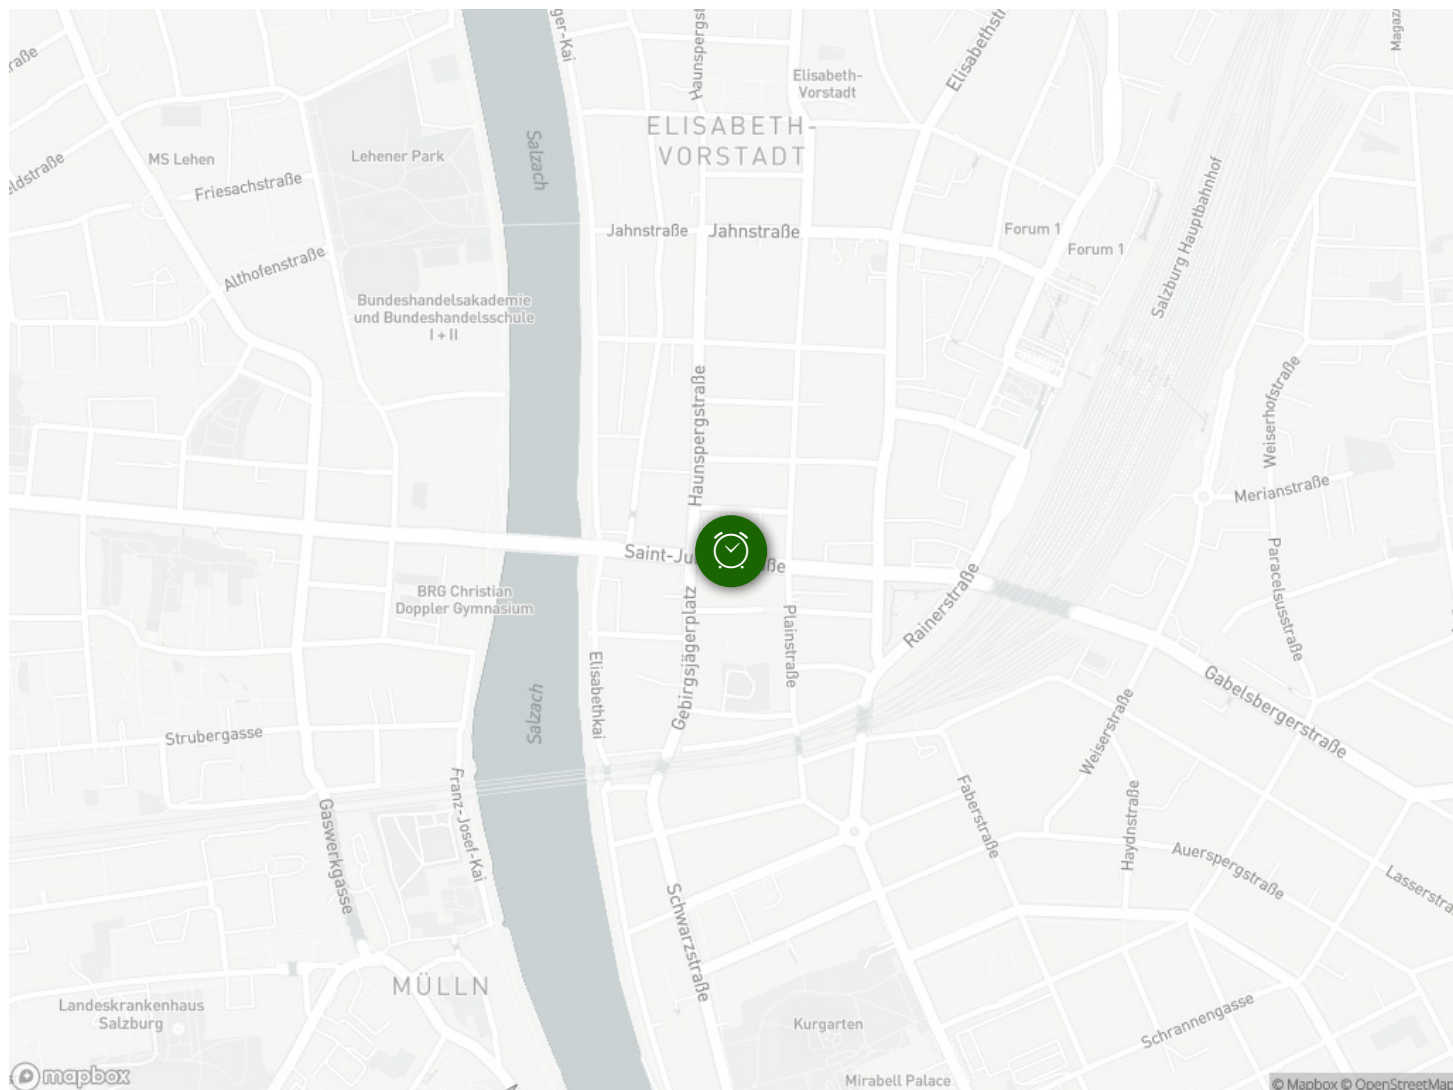 ger-Kai
Haunspergs
Elisabethst
Magaz
raße
Elisabeth-
Vorstadt
ELISABETH-
VORSTADT
Salzach
MS Lehen
Lehener Park
eldstraße
Friesachstraße
Jahnstraße
Jahnstraße
Forum 1
Forum 1
Salzburg Hauptbahnhof
Althofenstraße
Bundeshandelsakademie
und Bundeshandelsschule
I + II
Haunspergstraße
Weiserhofstraße
Merianstraße
Saint-Ju
ße
BRG Christian
Doppler Gymnasium
Rainerstraße
Paracelsusstraße
Plainstraße
Gebirgsjägerplatz
Elisabethkai
Salzach
Gabelsbergerstraße
Weiserstraße
Strubergasse
Franz-Josef-Kai
Gaswerkgasse
Faberstraße
Haydnstraße
Auerspergstraße
Lasserstra
Schwarzstraße
MÜLLN
Landeskrankenhaus
Salzburg
Kurgarten
Schrannengasse
Mirabell Palace
mapbox
© Mapbox © OpenStreetMap